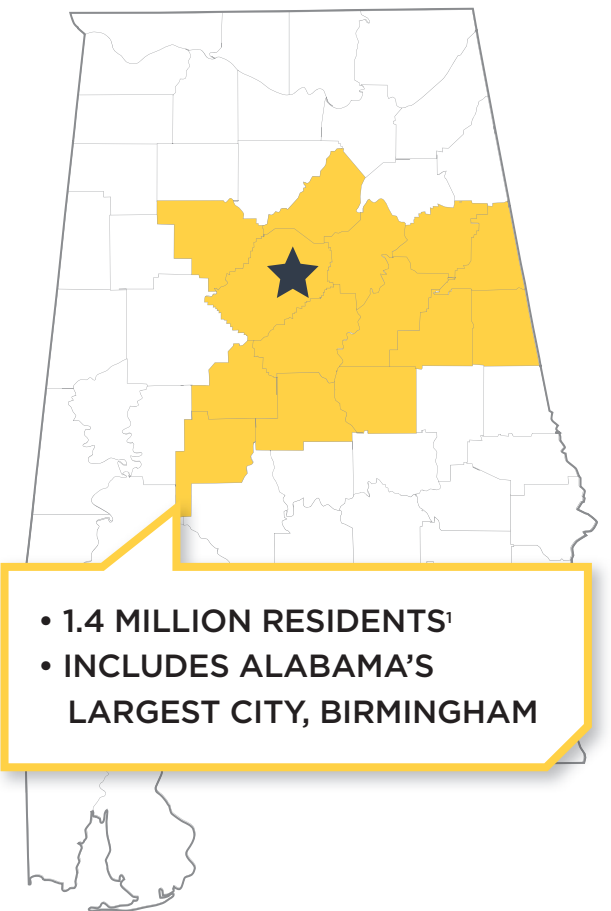 • 1.4 MILLION RESIDENTS¹
• INCLUDES ALABAMA'S
LARGEST CITY, BIRMINGHAM